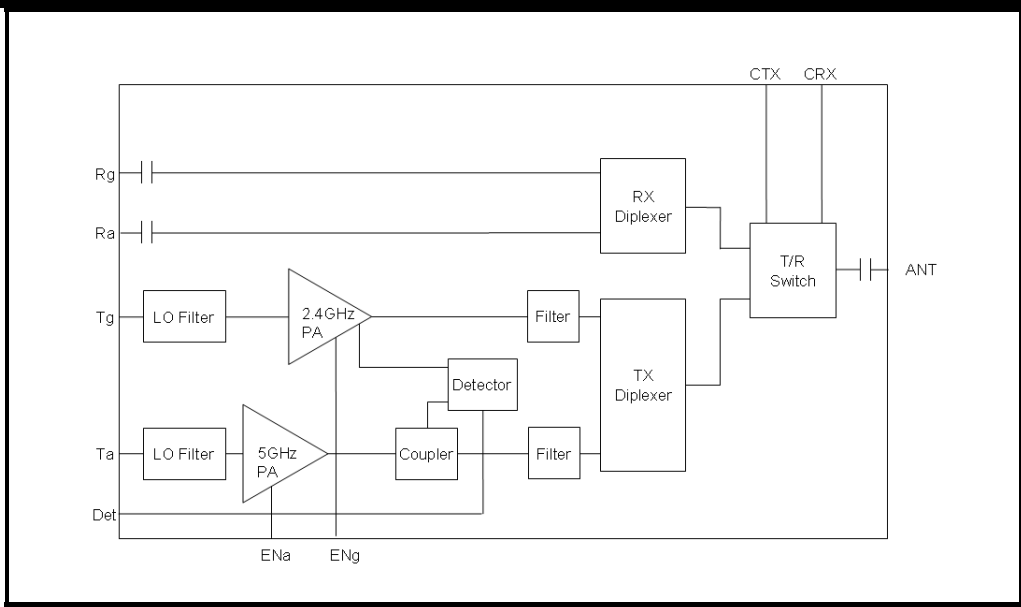 CTX CRX
Rg
RX
Diplexer
Ra
T/R
Switch
ANT
Tg
LO Filter
2.4GHz
PA
Filter
TX
Diplexer
Detector
Ta
LO Filter
5GHz
PA
Coupler
Filter
Det
ENa ENg